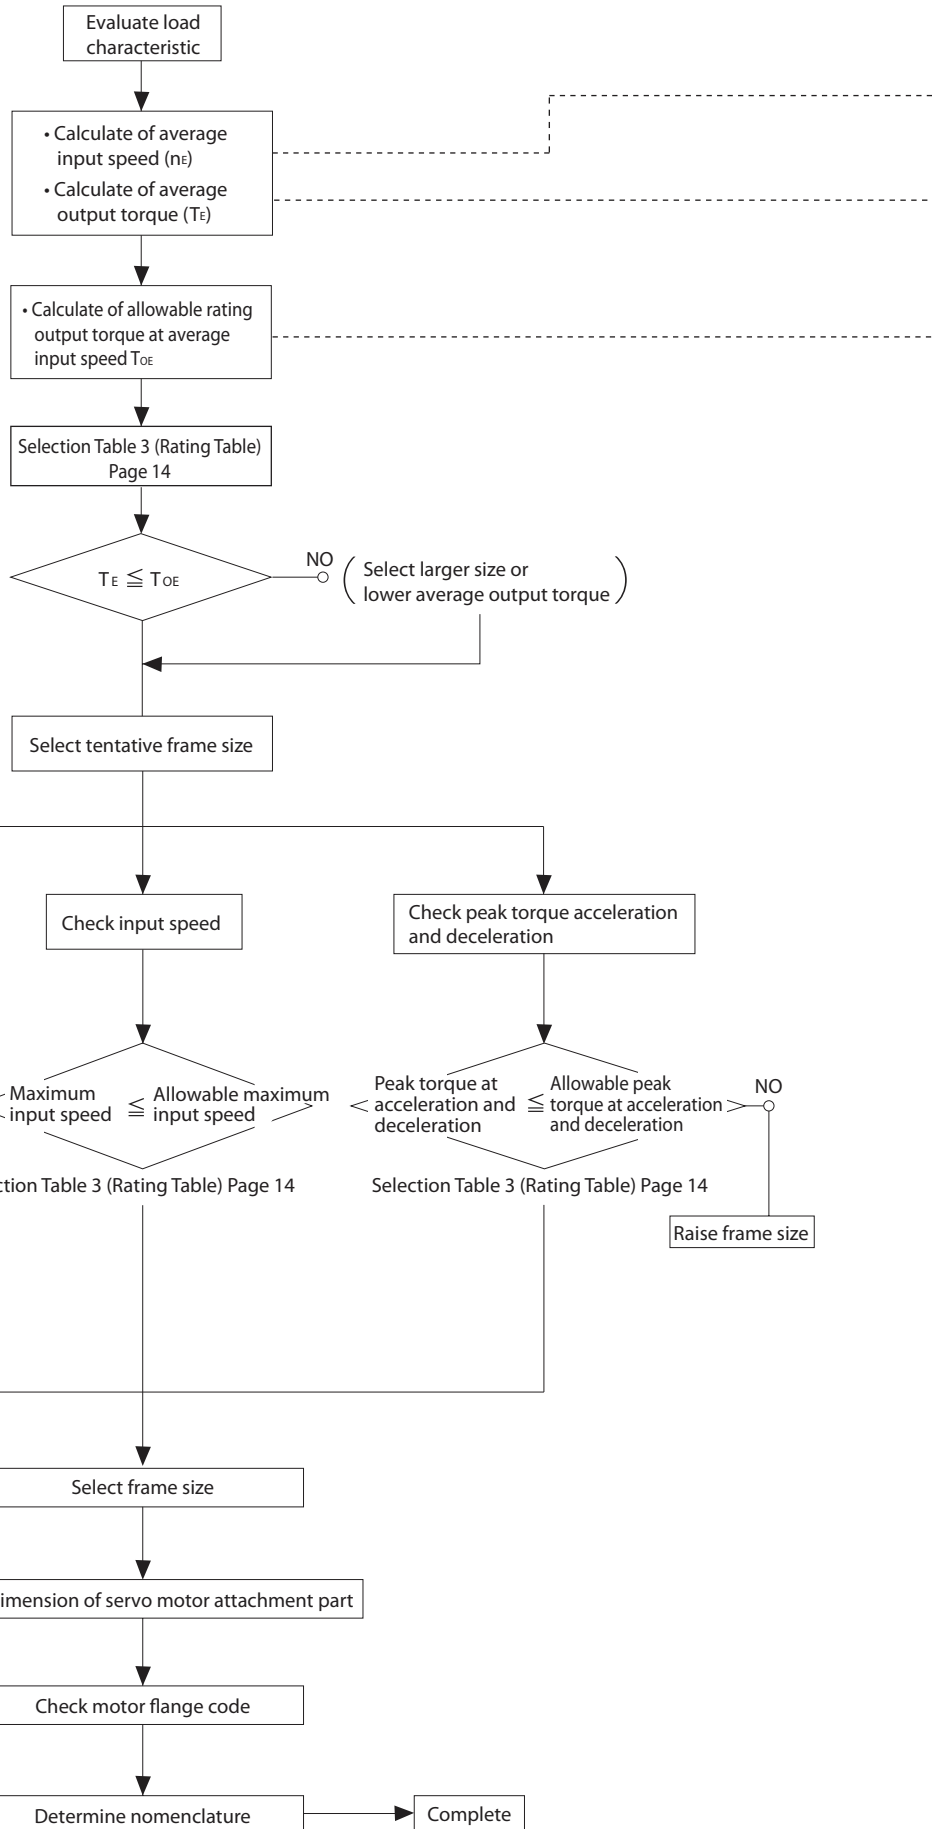 Evaluate load
characteristic
• Calculate of average
input speed (nE)
• Calculate of average
output torque (TE)
• Calculate of allowable rating
output torque at average
input speed TOE
Selection Table 3 (Rating Table)
Page 14
TE ≦ TOE
NO
(Select larger size or
lower average output torque)
Select tentative frame size
Check input speed
Check peak torque acceleration
and deceleration
Maximum
input speed
≦
Allowable maximum
input speed
Peak torque at
acceleration and
deceleration
≦
Allowable peak
torque at acceleration
and deceleration
NO
ction Table 3 (Rating Table) Page 14
Selection Table 3 (Rating Table) Page 14
Raise frame size
Select frame size
imension of servo motor attachment part
Check motor flange code
Determine nomenclature
Complete